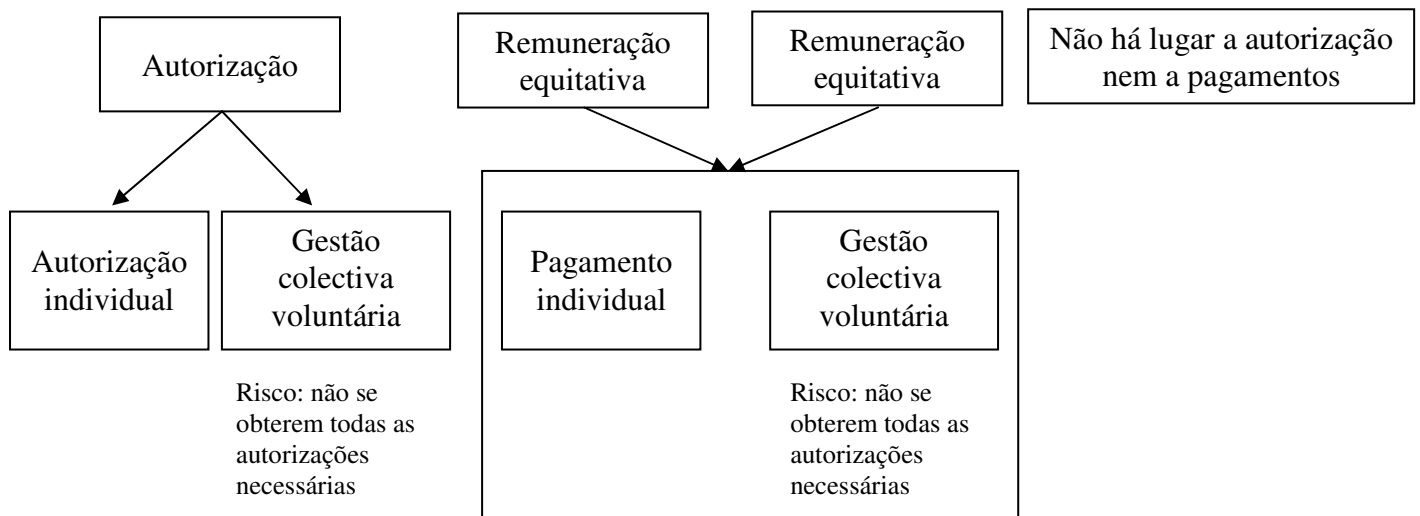 Autorização
Remuneração
equitativa
Remuneração
equitativa
Não há lugar a autorização
nem a pagamentos
Autorização
individual
Gestão
colectiva
voluntária
Pagamento
individual
Gestão
colectiva
voluntária
Risco: não se
obterem todas as
autorizações
necessárias
Risco: não se
obterem todas as
autorizações
necessárias